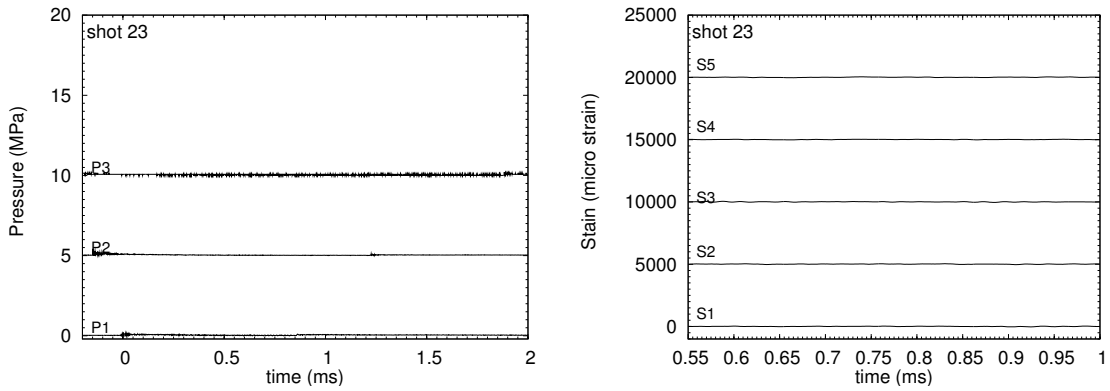 shot 23
Pressure (MPa)
20
15
10
5
0
P3
P2
P1
0 0.5 1 1.5 2
time (ms)
shot 23
Stain (micro strain)
25000
20000
15000
10000
5000
0
S5
S4
S3
S2
S1
0.55 0.6 0.65 0.7 0.75 0.8 0.85 0.9 0.95 1
time (ms)